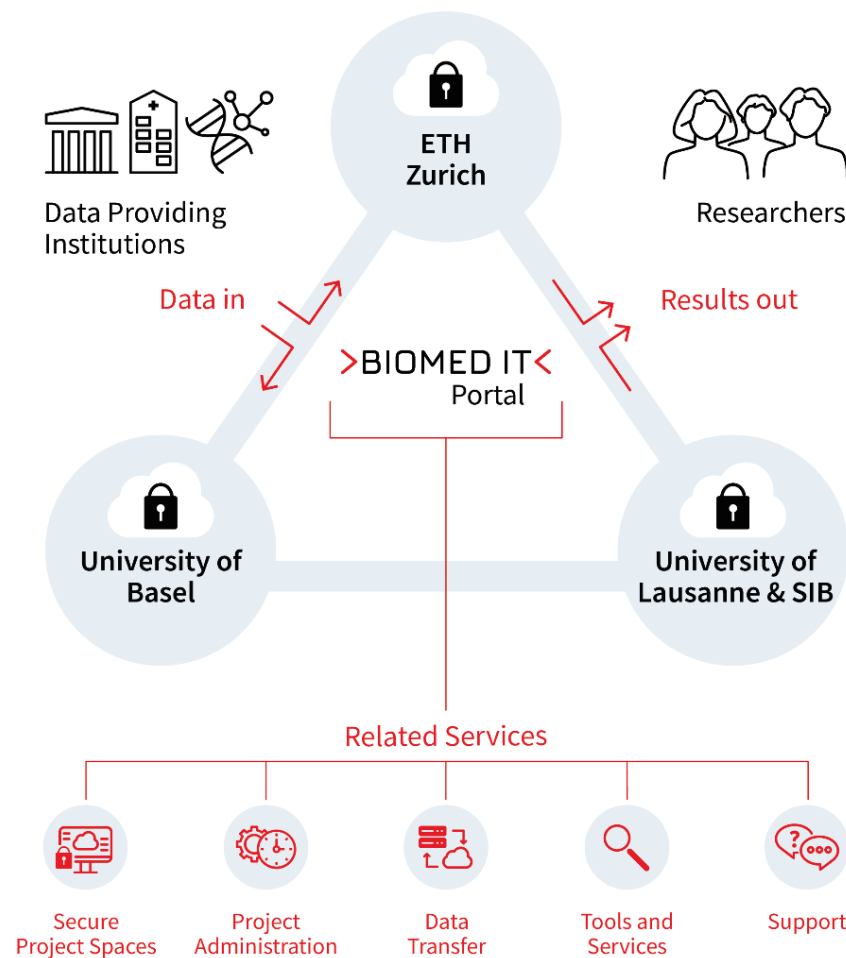 ETH
Zurich
Data Providing
Institutions
Researchers
Data in
Results out
>BIOMED IT<
Portal
University of
Basel
University of
Lausanne & SIB
Related Services
Secure
Project Spaces
Project
Administration
Data
Transfer
Tools and
Services
?
Support